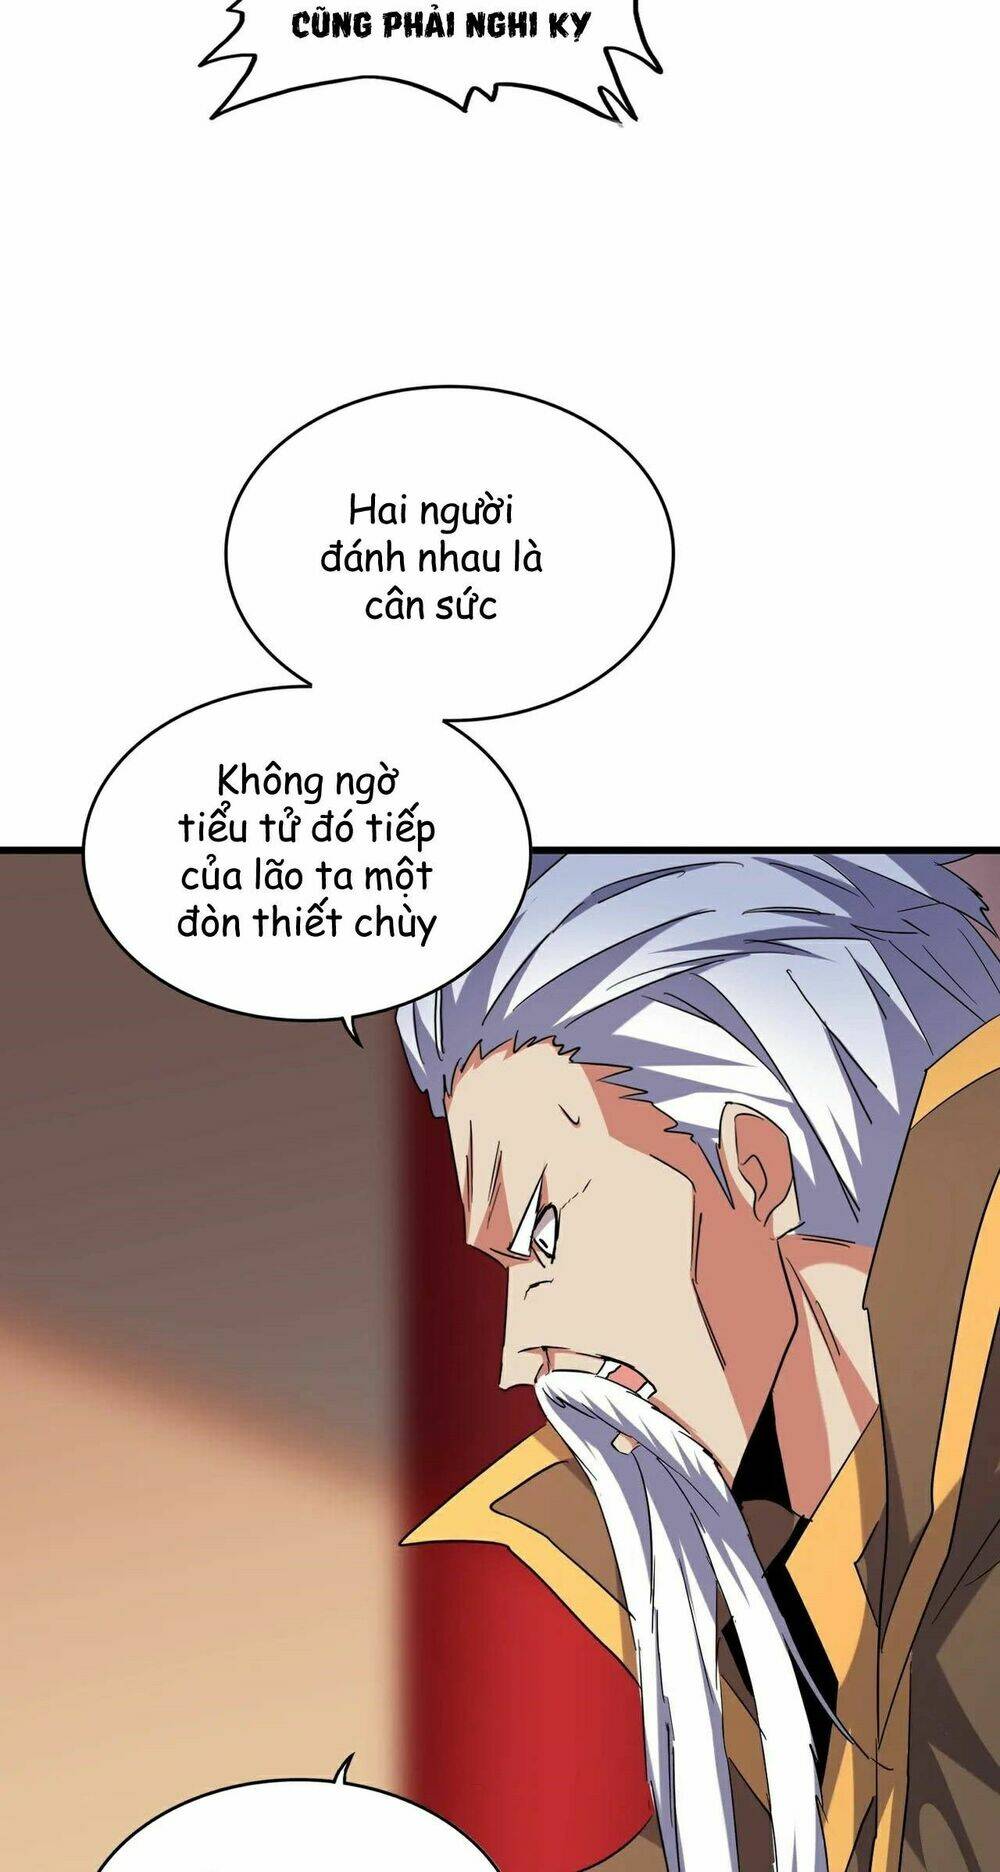 CŨNG PHẢI NGHI KỴ
Hai người
đánh nhau là
cân sức
Không ngờ
tiểu tử đó tiếp
của lão ta một
đòn thiết chùy